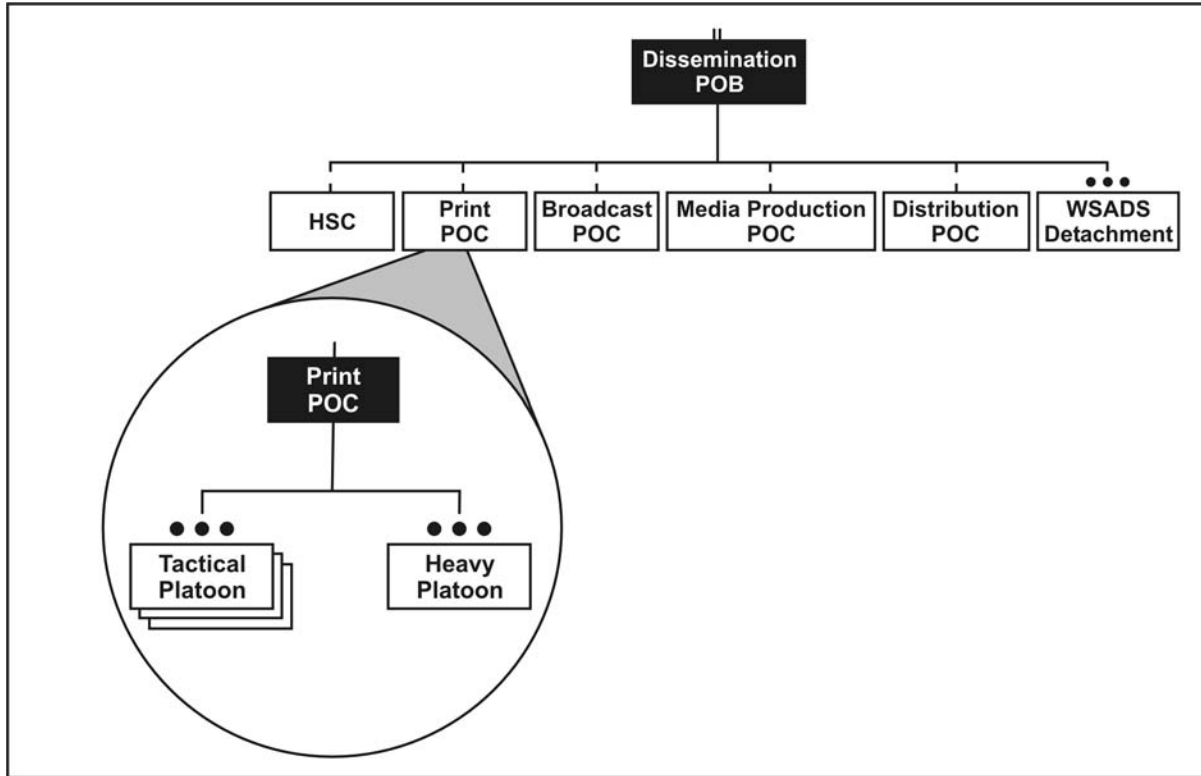 Dissemination
POB
HSC
Print
POC
Broadcast
POC
Media Production
POC
Distribution
POC
WSADS
Detachment
Print
POC
Tactical
Platoon
Heavy
Platoon